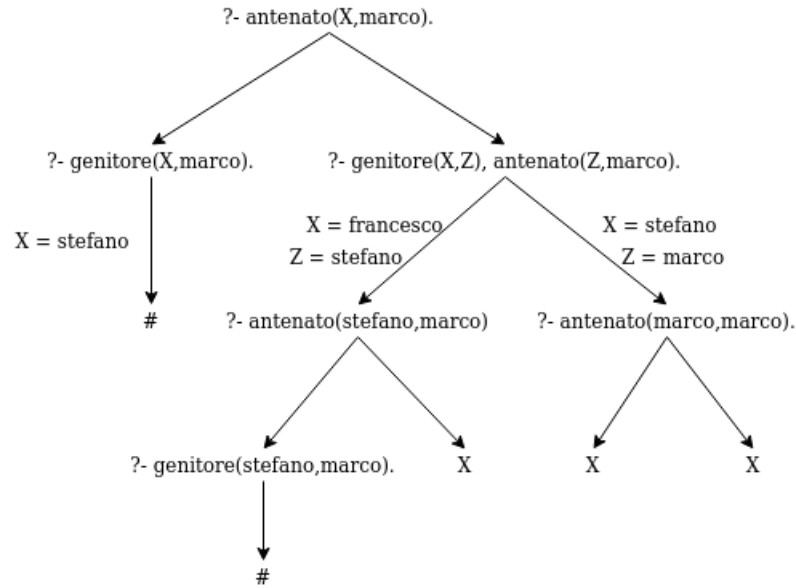 ?- antenato(X,marco).
?- genitore(X,marco).
?- genitore(X,Z), antenato(Z,marco).
X = stefano
X = francesco
Z = stefano
X = stefano
Z = marco
#
?- antenato(stefano,marco)
?- antenato(marco,marco).
?- genitore(stefano,marco).
X
X
X
#